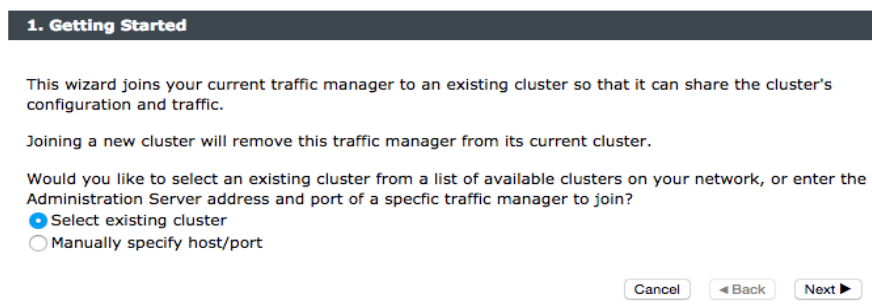 1. Getting Started
This wizard joins your current traffic manager to an existing cluster so that it can share the cluster's
configuration and traffic.
Joining a new cluster will remove this traffic manager from its current cluster.
Would you like to select an existing cluster from a list of available clusters on your network, or enter the
Administration Server address and port of a specfic traffic manager to join?
Select existing cluster
Manually specify host/port
Cancel ◀ Back Next ▶